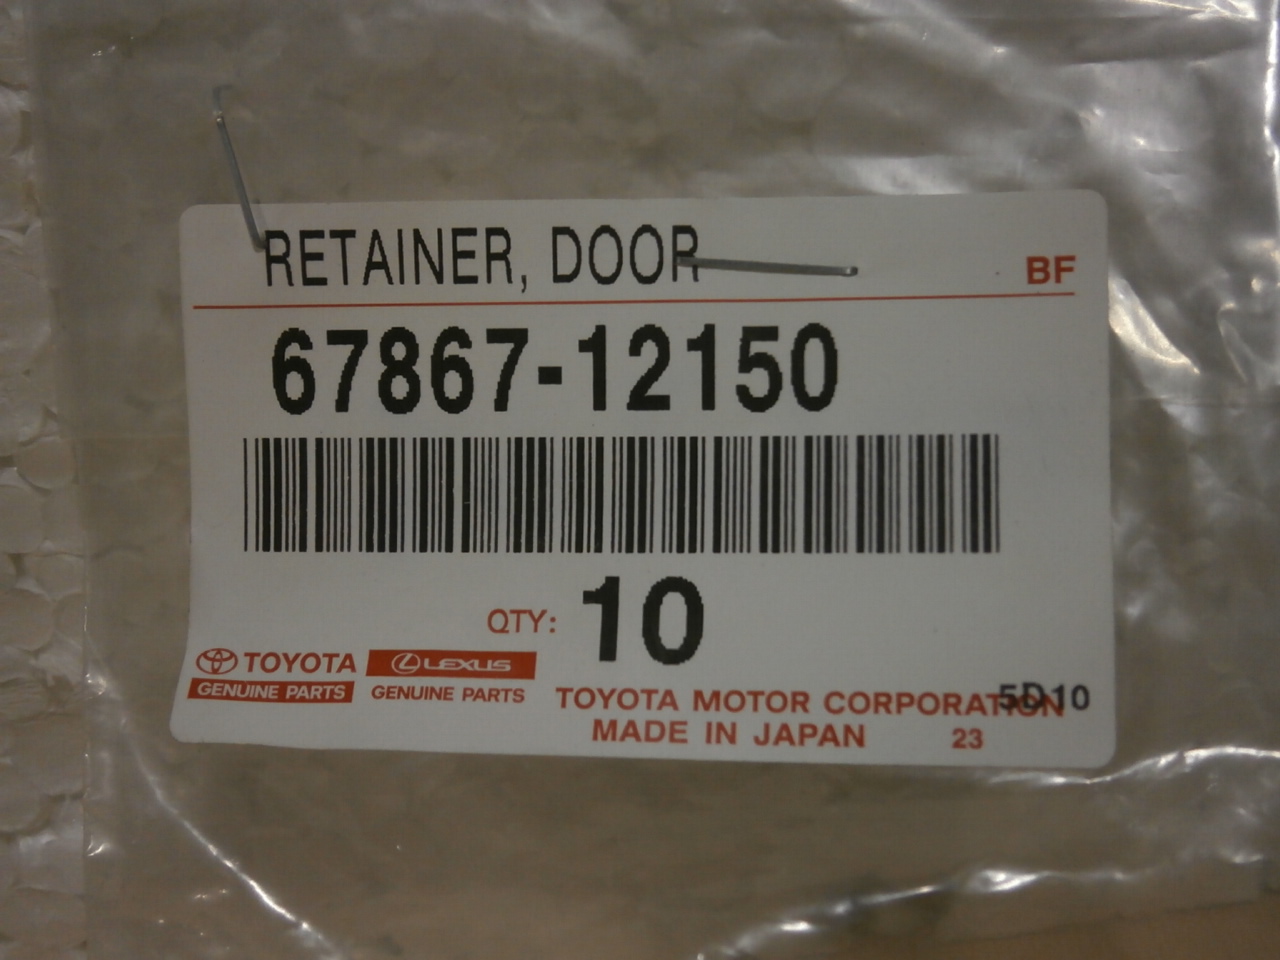 RETAINER, DOOR
BF
67867-12150
QTY: 10
TOYOTA
GENUINE PARTS
LEXUS
GENUINE PARTS
TOYOTA MOTOR CORPORATION
5D10
MADE IN JAPAN
23